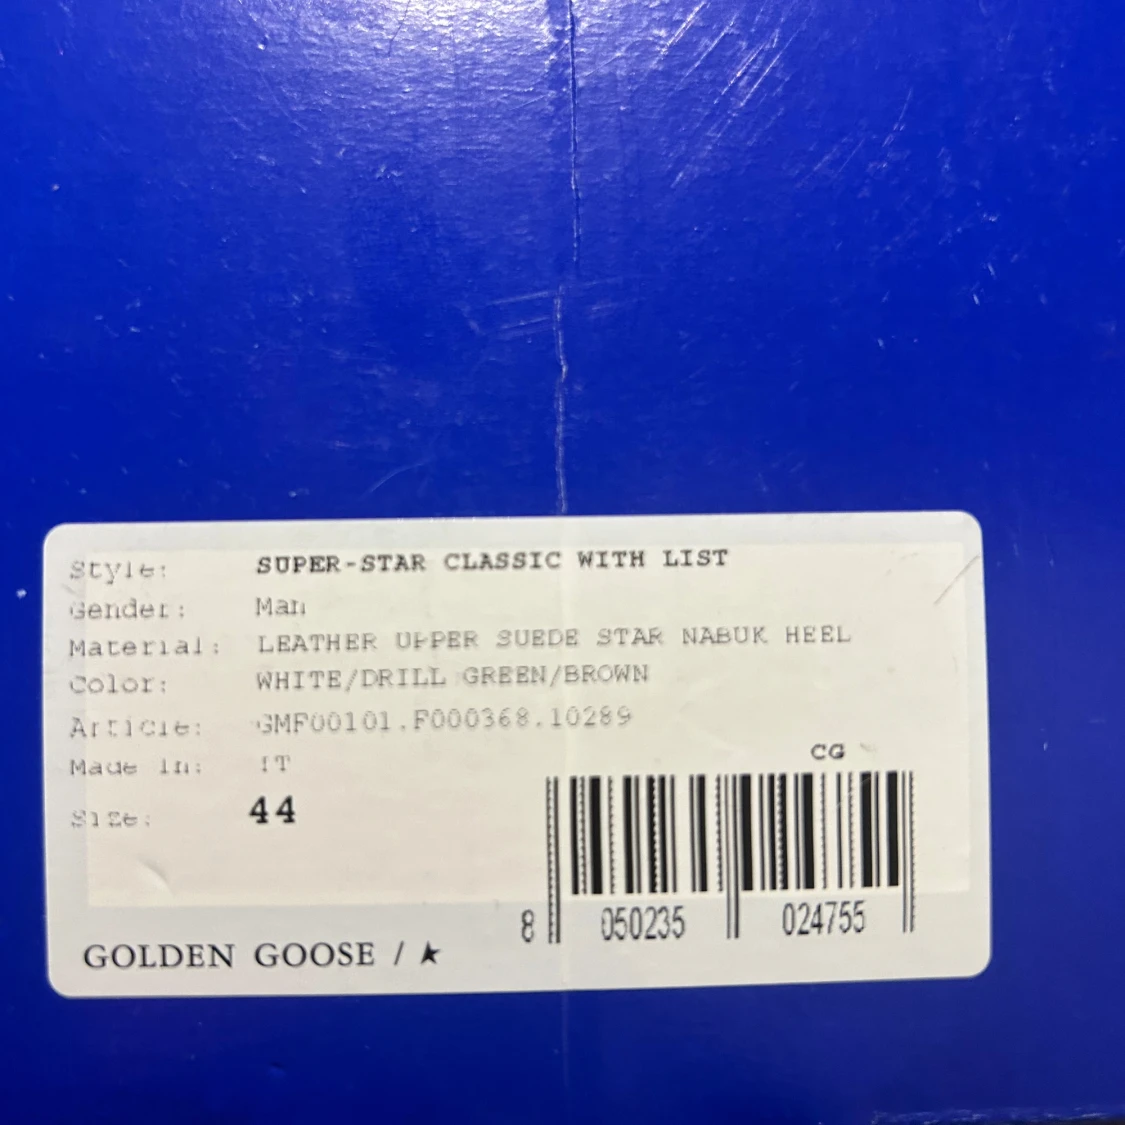 Style: SUPER-STAR CLASSIC WITH LIST
Gender: Man
Material: LEATHER UPPER SUEDE STAR NABUK HEEL
Color: WHITE/DRILL GREEN/BROWN
Article: GMF00101.F000368.10289
Made in: IT
CG
Size: 44
8 050235 024755
GOLDEN GOOSE / ★